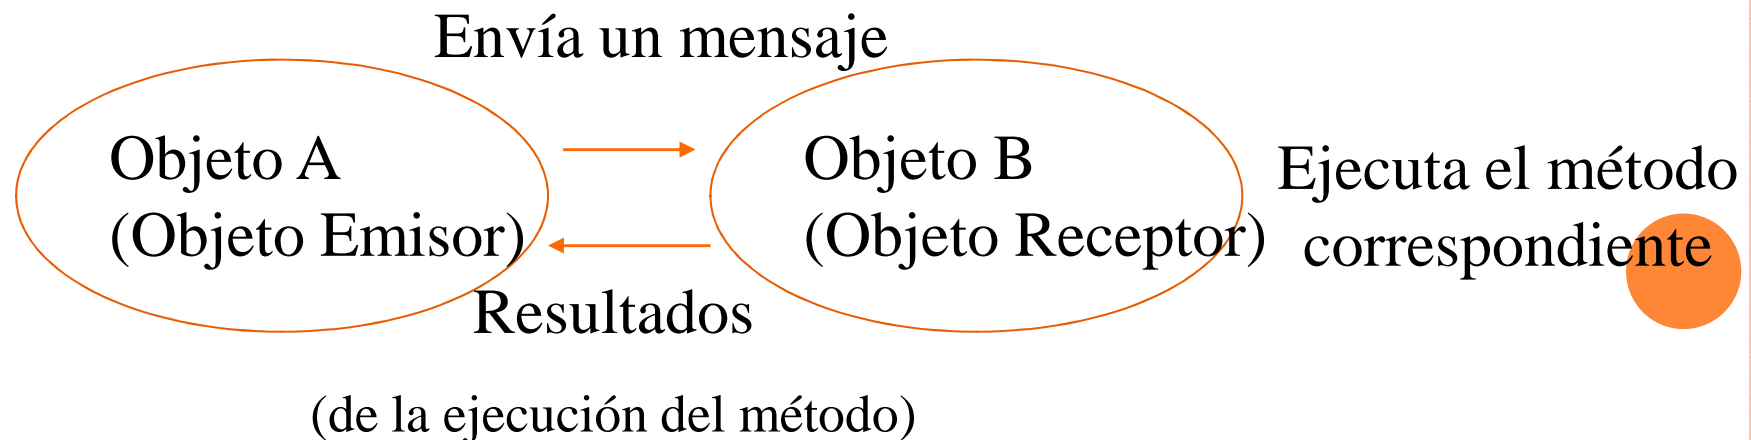 Envía un mensaje
Objeto A
(Objeto Emisor)
Objeto B
(Objeto Receptor)
Ejecuta el método
correspondiente
Resultados
(de la ejecución del método)